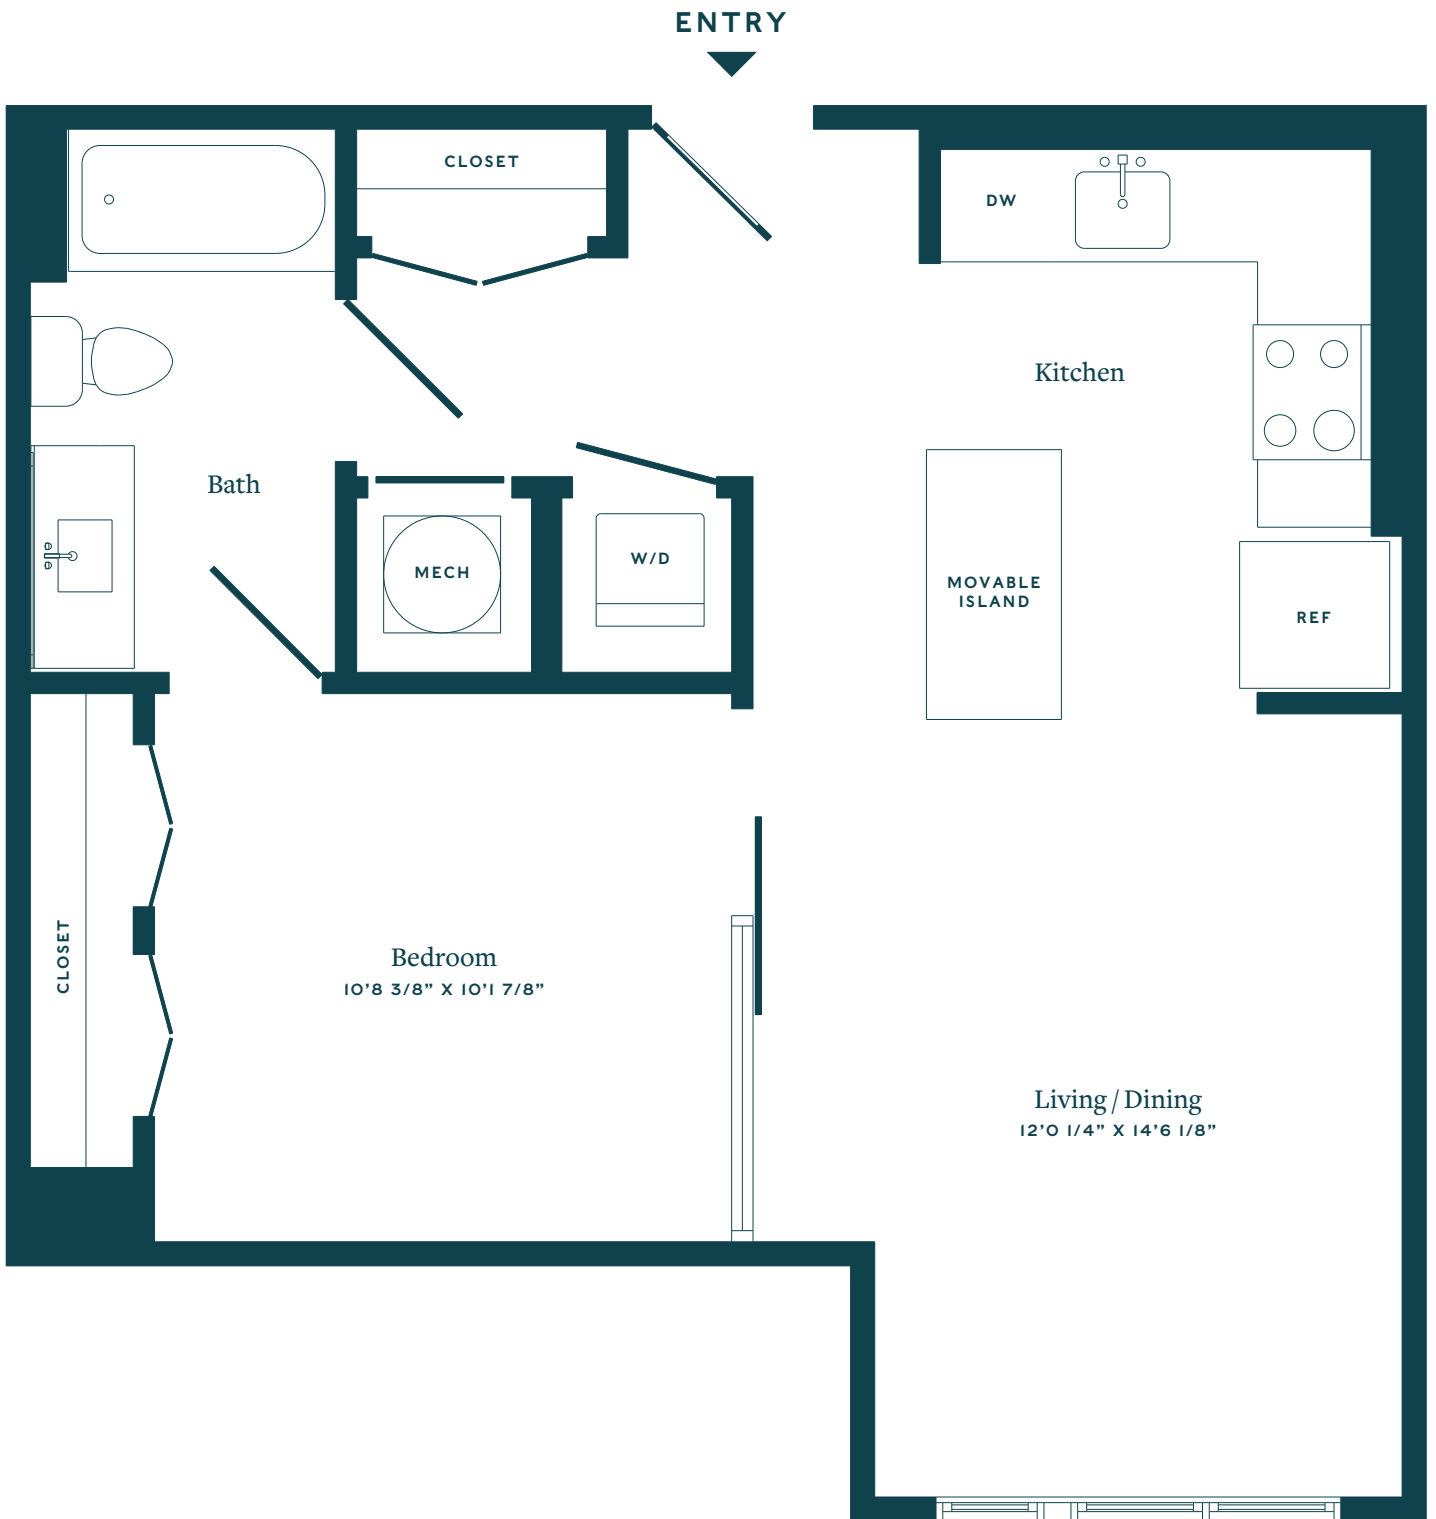 ENTRY
CLOSET
DW
Kitchen
Bath
MECH
W/D
MOVABLE
ISLAND
REF
CLOSET
Bedroom
10’8 3/8” X 10’1 7/8”
Living / Dining
12’0 1/4” X 14’6 1/8”